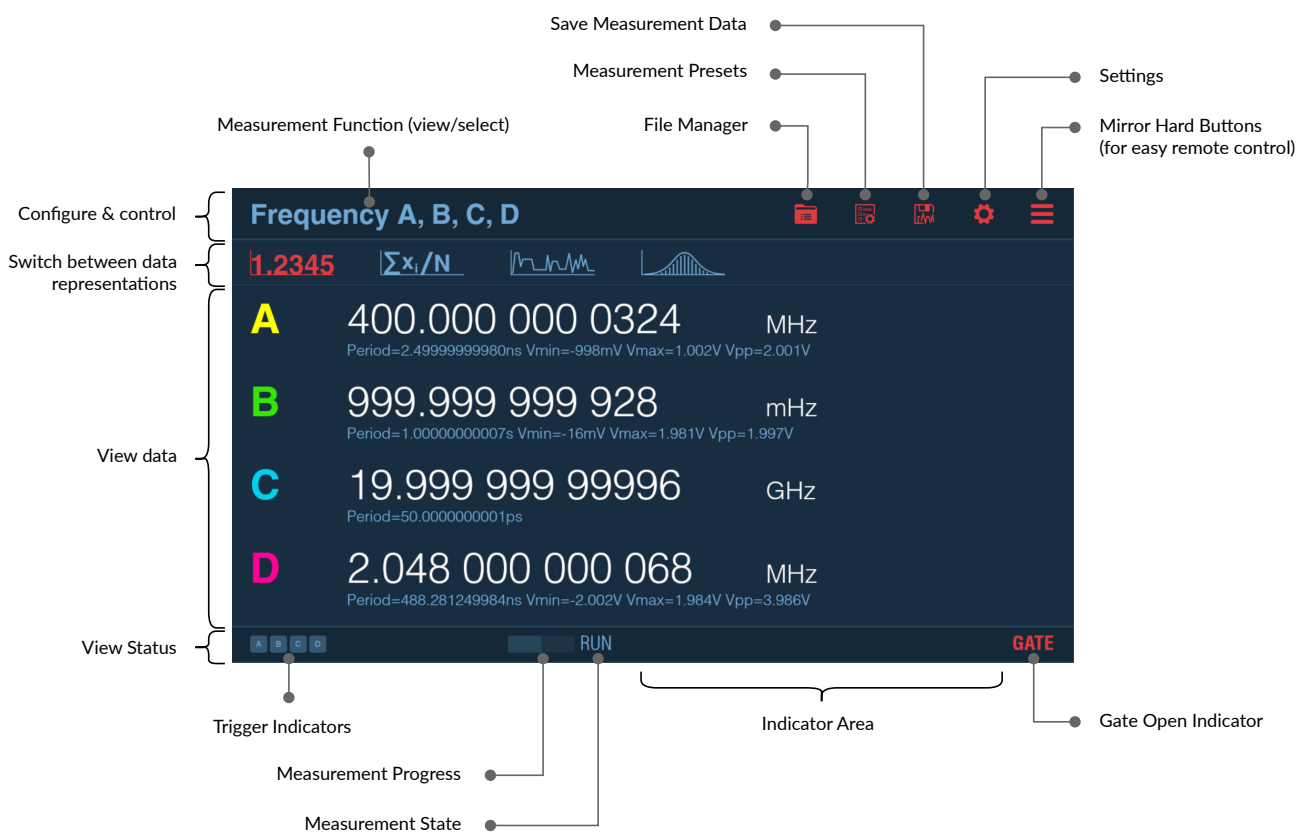 Save Measurement Data
Measurement Presets
Settings
Measurement Function (view/select)
File Manager
Mirror Hard Buttons
(for easy remote control)
Configure & control
Frequency A, B, C, D
Switch between data
representations
1.2345
∑xi/N
A
400.000 000 0324
MHz
Period=2.49999999980ns Vmin=-998mV Vmax=1.002V Vpp=2.001V
B
999.999 999 928
mHz
Period=1.00000000007s Vmin=-16mV Vmax=1.981V Vpp=1.997V
View data
C
19.999 999 99996
GHz
Period=50.0000000001ps
D
2.048 000 000 068
MHz
Period=488.281249984ns Vmin=-2.002V Vmax=1.984V Vpp=3.986V
View Status
A B C D
RUN
GATE
Trigger Indicators
Indicator Area
Gate Open Indicator
Measurement Progress
Measurement State